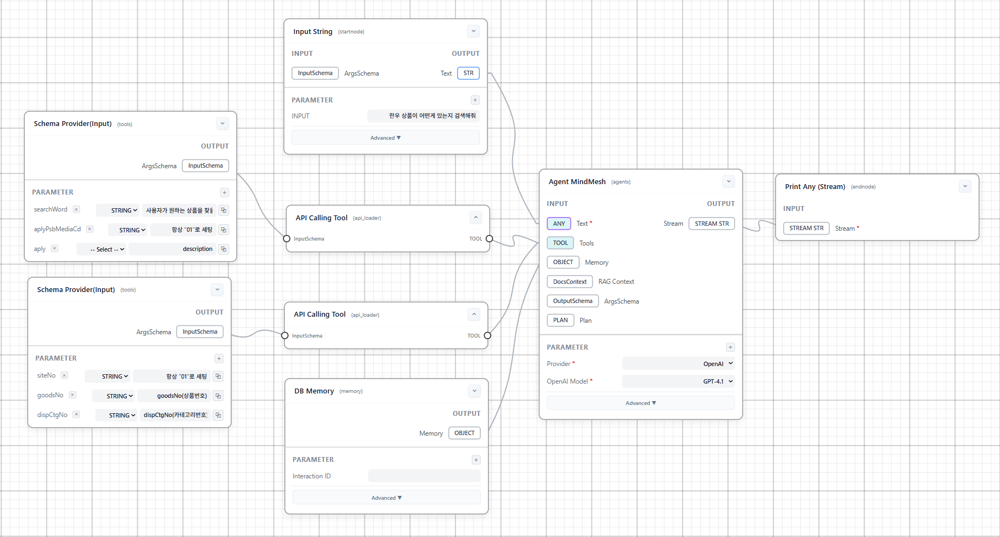 Input String (startnode)
INPUT OUTPUT
InputSchema ArgsSchema Text STR
PARAMETER +
INPUT 한우 상품이 어떤게 있는지 검색해줘
Advanced ▼
Schema Provider(Input) (tools)
OUTPUT
ArgsSchema InputSchema
PARAMETER +
searchWord × STRING 사용자가 원하는 상품을 찾을
aplyPsbMediaCd × STRING 항상 "01"로 세팅
aply × -- Select -- description
Schema Provider(Input) (tools)
OUTPUT
ArgsSchema InputSchema
PARAMETER +
siteNo × STRING 항상 "01"로 세팅
goodsNo × STRING goodsNo(상품번호)
dispCtgNo × STRING dispCtgNo(카테고리번호)
API Calling Tool (api_loader)
InputSchema TOOL
API Calling Tool (api_loader)
InputSchema TOOL
DB Memory (memory)
OUTPUT
Memory OBJECT
PARAMETER +
Interaction ID
Advanced ▼
Agent MindMesh (agents)
INPUT OUTPUT
ANY Text * Stream STREAM STR
TOOL Tools
OBJECT Memory
DocsContext RAG Context
OutputSchema ArgsSchema
PLAN Plan
PARAMETER +
Provider * OpenAI
OpenAI Model * GPT-4.1
Advanced ▼
Print Any (Stream) (endnode)
INPUT
STREAM STR Stream *